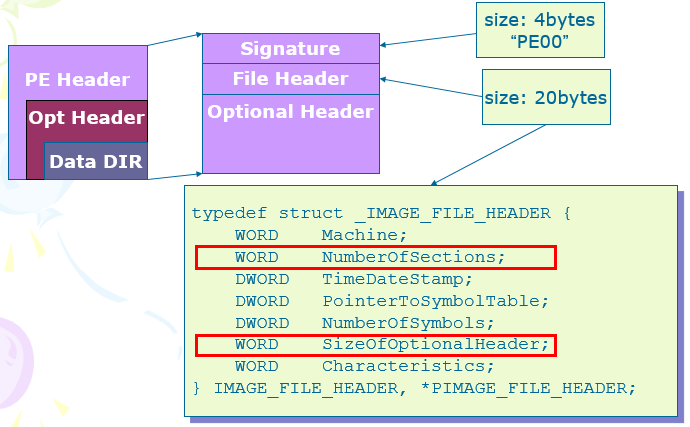 size: 4bytes
“PE00”
PE Header
Opt Header
Data DIR
Signature
File Header
Optional Header
size: 20bytes
typedef struct _IMAGE_FILE_HEADER {
WORD Machine;
WORD NumberOfSections;
DWORD TimeDateStamp;
DWORD PointerToSymbolTable;
DWORD NumberOfSymbols;
WORD SizeOfOptionalHeader;
WORD Characteristics;
} IMAGE_FILE_HEADER, *PIMAGE_FILE_HEADER;